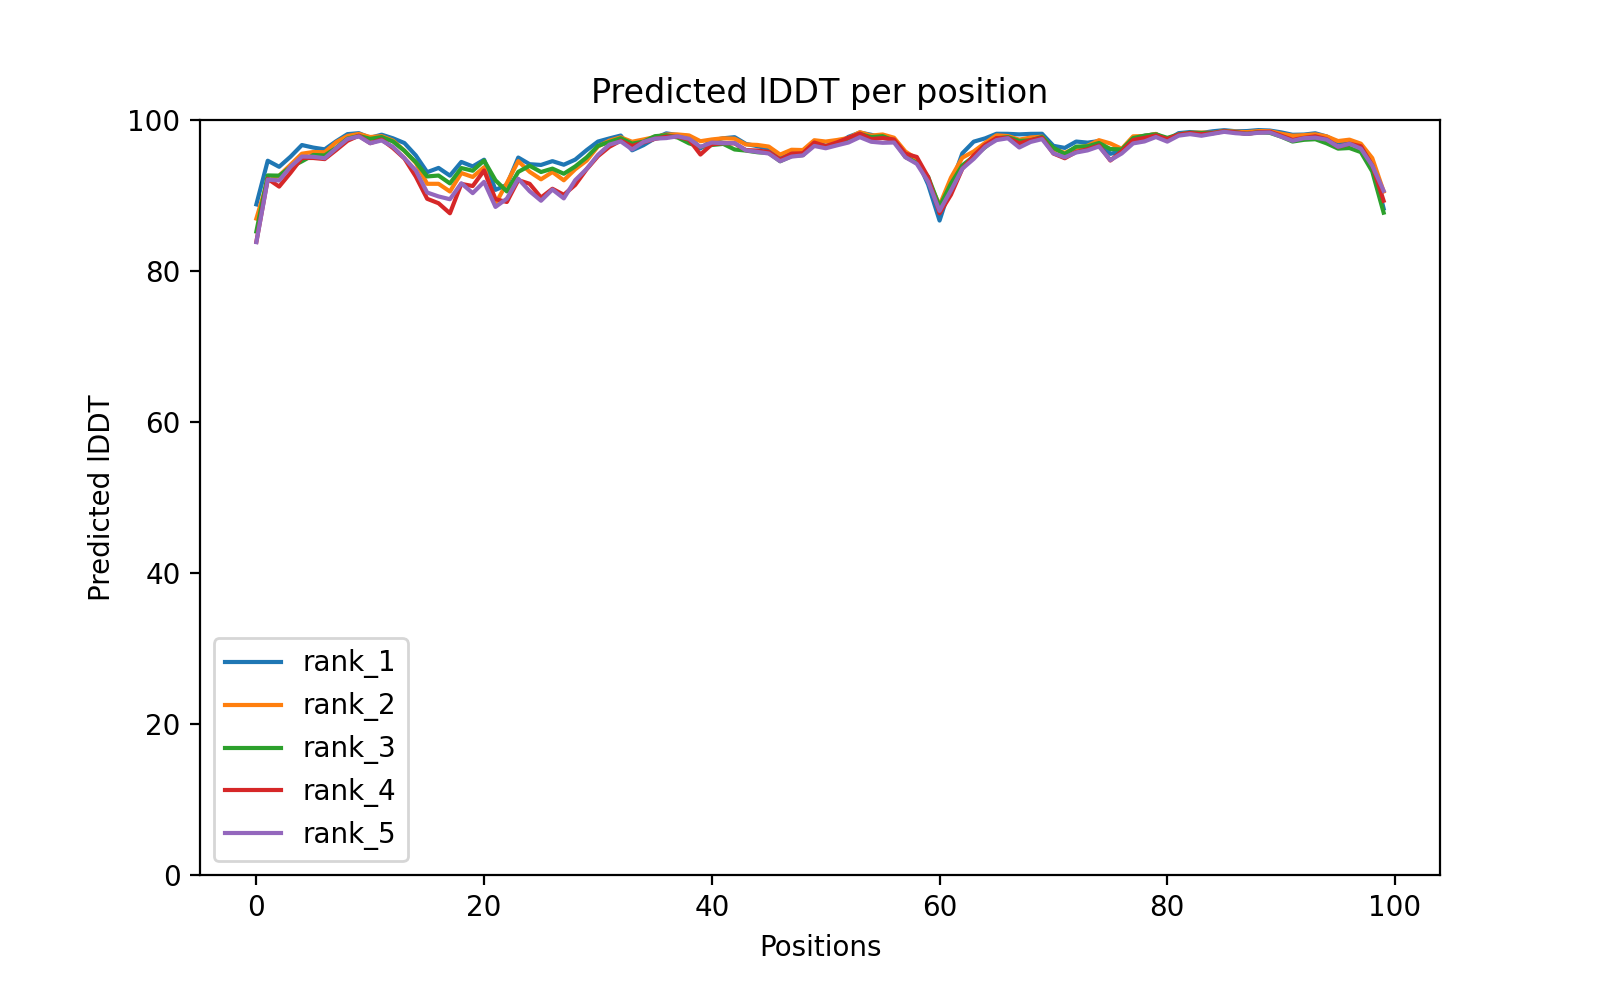 Predicted lDDT per position
100
80
60
40
20
0
Predicted lDDT
rank_1
rank_2
rank_3
rank_4
rank_5
0 20 40 60 80 100
Positions